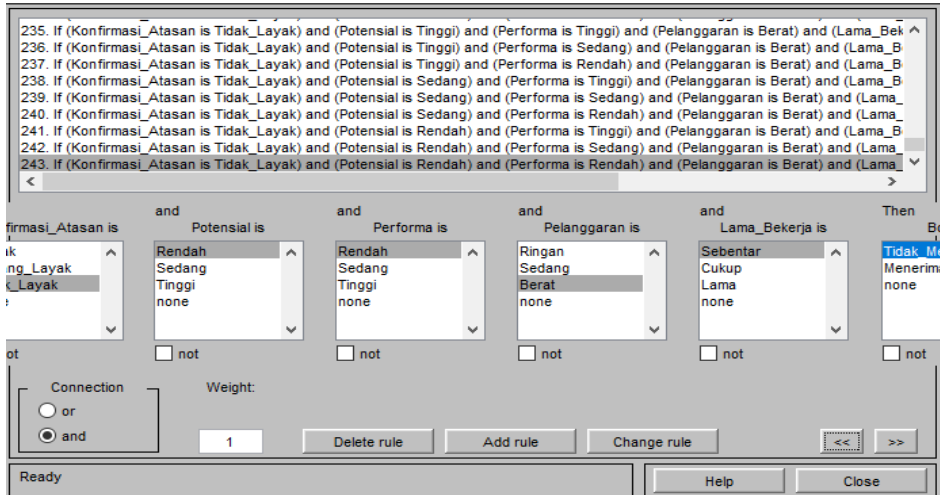 235. If (Konfirmasi_Atasan is Tidak_Layak) and (Potensial is Tinggi) and (Performa is Tinggi) and (Pelanggaran is Berat) and (Lama_Bek
236. If (Konfirmasi_Atasan is Tidak_Layak) and (Potensial is Tinggi) and (Performa is Sedang) and (Pelanggaran is Berat) and (Lama_B
237. If (Konfirmasi_Atasan is Tidak_Layak) and (Potensial is Tinggi) and (Performa is Rendah) and (Pelanggaran is Berat) and (Lama_B
238. If (Konfirmasi_Atasan is Tidak_Layak) and (Potensial is Sedang) and (Performa is Tinggi) and (Pelanggaran is Berat) and (Lama_B
239. If (Konfirmasi_Atasan is Tidak_Layak) and (Potensial is Sedang) and (Performa is Sedang) and (Pelanggaran is Berat) and (Lama_
240. If (Konfirmasi_Atasan is Tidak_Layak) and (Potensial is Sedang) and (Performa is Rendah) and (Pelanggaran is Berat) and (Lama_
241. If (Konfirmasi_Atasan is Tidak_Layak) and (Potensial is Rendah) and (Performa is Tinggi) and (Pelanggaran is Berat) and (Lama_B
242. If (Konfirmasi_Atasan is Tidak_Layak) and (Potensial is Rendah) and (Performa is Sedang) and (Pelanggaran is Berat) and (Lama_
243. If (Konfirmasi_Atasan is Tidak_Layak) and (Potensial is Rendah) and (Performa is Rendah) and (Pelanggaran is Berat) and (Lama_
firmasi_Atasan is
ng_Layak
k_Layak
ot
and
Potensial is
Rendah
Sedang
Tinggi
none
not
and
Performa is
Rendah
Sedang
Tinggi
none
not
and
Pelanggaran is
Ringan
Sedang
Berat
none
not
and
Lama_Bekerja is
Sebentar
Cukup
Lama
none
not
Then
Bo
Tidak_Me
Menerima
none
not
Connection
or
and
Weight:
1
Delete rule
Add rule
Change rule
<<
>>
Ready
Help
Close